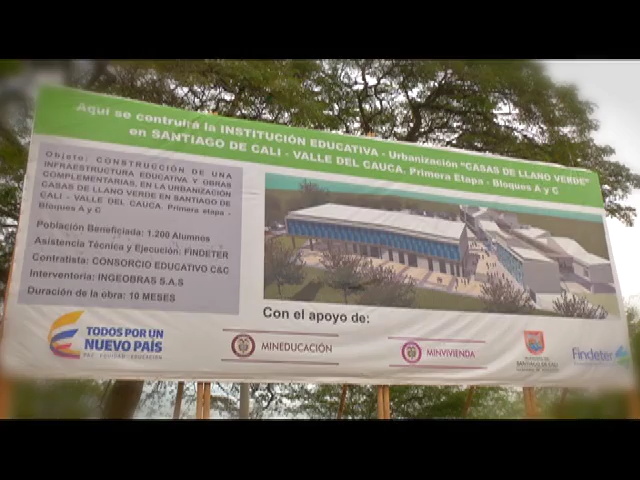 Aquí se construirá la INSTITUCIÓN EDUCATIVA - Urbanización "CASAS DE LLANO VERDE"
en SANTIAGO DE CALI - VALLE DEL CAUCA. Primera Etapa - Bloques A y C
Objeto: CONSTRUCCIÓN DE UNA
INFRAESTRUCTURA EDUCATIVA Y OBRAS
COMPLEMENTARIAS, EN LA URBANIZACIÓN
CASAS DE LLANO VERDE EN SANTIAGO DE
CALI - VALLE DEL CAUCA. Primera etapa -
Bloques A y C
Población Beneficiada: 1.200 Alumnos
Asistencia Técnica y Ejecución: FINDETER
Contratista: CONSORCIO EDUCATIVO C&C
Interventoría: INGEOBRAS S.A.S
Duración de la obra: 10 MESES
Con el apoyo de:
TODOS POR UN
NUEVO PAÍS
PAZ EQUIDAD EDUCACIÓN
MINEDUCACIÓN
MINVIVIENDA
SANTIAGO DE CALI
Findeter